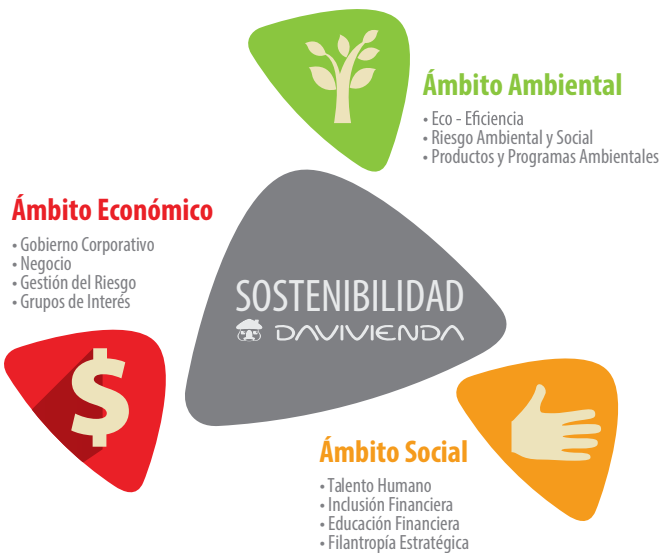 Ámbito Ambiental
• Eco - Eficiencia
• Riesgo Ambiental y Social
• Productos y Programas Ambientales
Ámbito Económico
• Gobierno Corporativo
• Negocio
• Gestión del Riesgo
• Grupos de Interés
$
SOSTENIBILIDAD
DAVIVIENDA
Ámbito Social
• Talento Humano
• Inclusión Financiera
• Educación Financiera
• Filantropía Estratégica